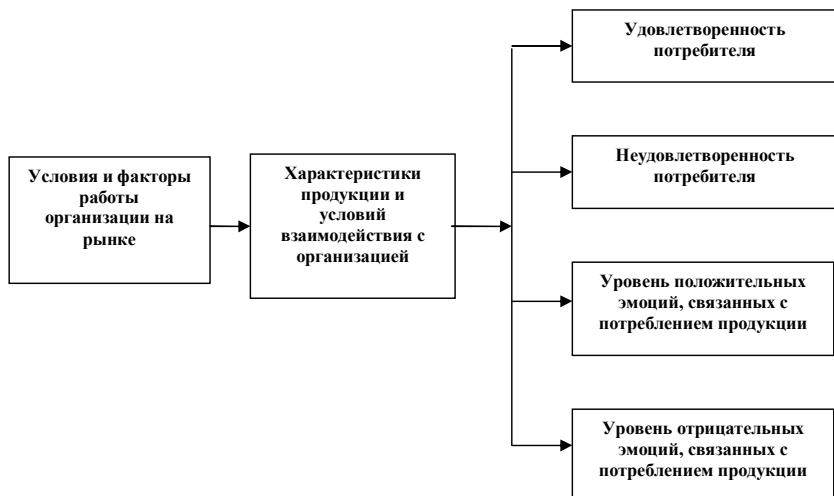 Условия и факторы
работы
организации на
рынке
Характеристики
продукции и
условий
взаимодействия с
организацией
Удовлетворенность
потребителя
Неудовлетворенность
потребителя
Уровень положительных
эмоций, связанных с
потреблением продукции
Уровень отрицательных
эмоций, связанных с
потреблением продукции